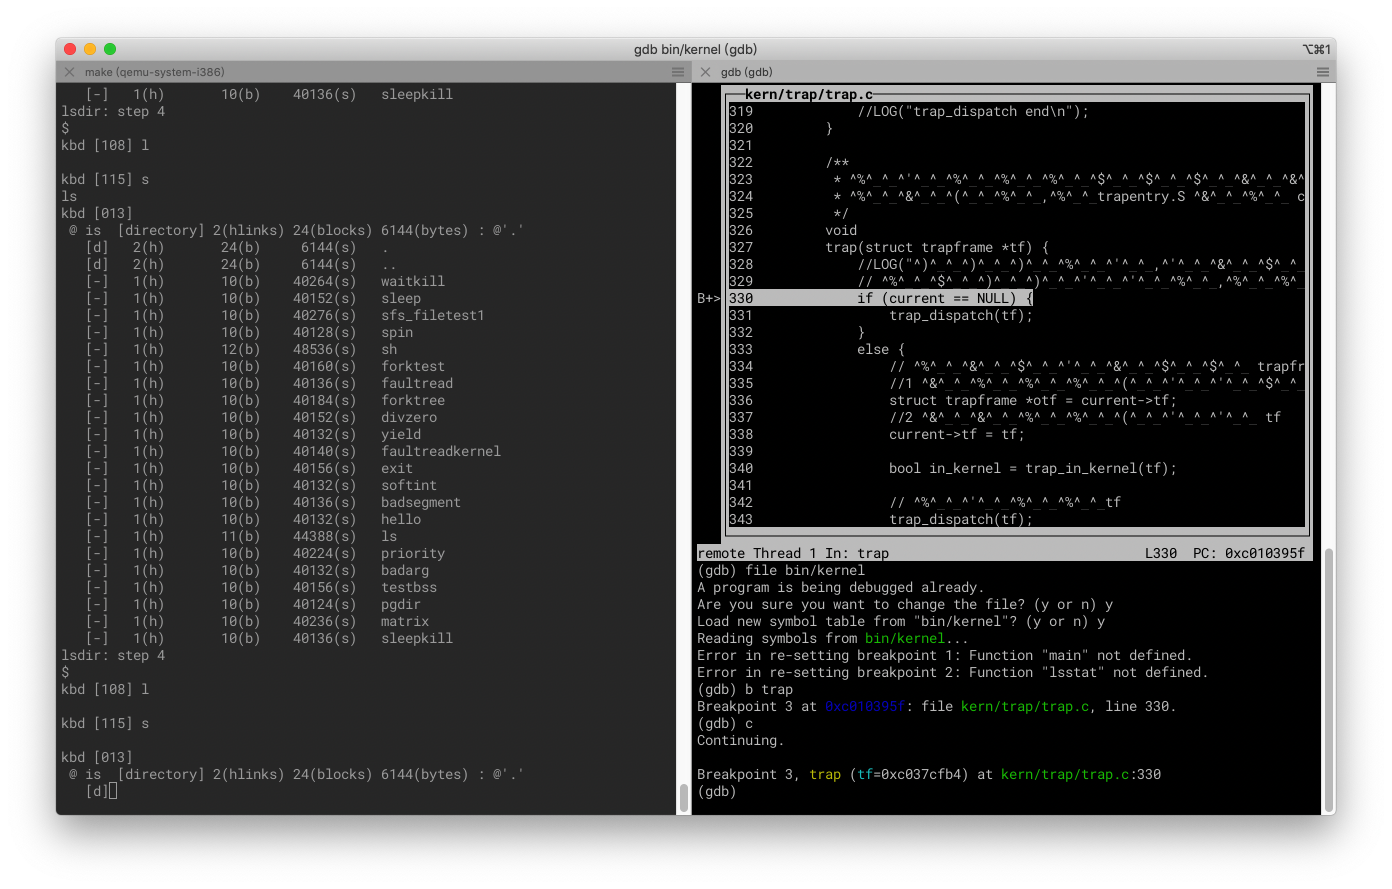 gdb bin/kernel (gdb)
⌥⌘1
make (qemu-system-i386)
[-] 1(h) 10(b) 40136(s) sleepkill
lsdir: step 4
$
kbd [108] l
kbd [115] s
ls
kbd [013]
@ is [directory] 2(hlinks) 24(blocks) 6144(bytes) : @'.'
[d] 2(h) 24(b) 6144(s) .
[d] 2(h) 24(b) 6144(s) ..
[-] 1(h) 10(b) 40264(s) waitkill
[-] 1(h) 10(b) 40152(s) sleep
[-] 1(h) 10(b) 40276(s) sfs_filetest1
[-] 1(h) 10(b) 40128(s) spin
[-] 1(h) 12(b) 48536(s) sh
[-] 1(h) 10(b) 40160(s) forktest
[-] 1(h) 10(b) 40136(s) faultread
[-] 1(h) 10(b) 40184(s) forktree
[-] 1(h) 10(b) 40152(s) divzero
[-] 1(h) 10(b) 40132(s) yield
[-] 1(h) 10(b) 40140(s) faultreadkernel
[-] 1(h) 10(b) 40156(s) exit
[-] 1(h) 10(b) 40132(s) softint
[-] 1(h) 10(b) 40136(s) badsegment
[-] 1(h) 10(b) 40132(s) hello
[-] 1(h) 11(b) 44388(s) ls
[-] 1(h) 10(b) 40224(s) priority
[-] 1(h) 10(b) 40132(s) badarg
[-] 1(h) 10(b) 40156(s) testbss
[-] 1(h) 10(b) 40124(s) pgdir
[-] 1(h) 10(b) 40236(s) matrix
[-] 1(h) 10(b) 40136(s) sleepkill
lsdir: step 4
$
kbd [108] l
kbd [115] s
kbd [013]
@ is [directory] 2(hlinks) 24(blocks) 6144(bytes) : @'.'
[d]
gdb (gdb)
kern/trap/trap.c
319 //LOG("trap_dispatch end\n");
320 }
321
322 /**
323 * ^%^_^_^'^_^_^%^_^_^%^_^_^%^_^_^$^_^_^$^_^_^$^_^_^&^_^_^&^
324 * ^%^_^_^&^_^_^(^_^_^%^_^_,^%^_^_trapentry.S ^&^_^_^%^_^_ c
325 */
326 void
327 trap(struct trapframe *tf) {
328 //LOG("^)^_^_^)^_^_^)^_^_^%^_^_^'^_^_,^'^_^_^&^_^_^$^_^_
329 // ^%^_^_^$^_^_^)^_^_^)^_^_^'^_^_^'^_^_^%^_^_,^%^_^_^%^_
B+> 330 if (current == NULL) {
331 trap_dispatch(tf);
332 }
333 else {
334 // ^%^_^_^&^_^_^$^_^_^'^_^_^&^_^_^$^_^_^$^_^_ trapfr
335 //1 ^&^_^_^%^_^_^%^_^_^%^_^_^(^_^_^'^_^_^'^_^_^$^_^_
336 struct trapframe *otf = current->tf;
337 //2 ^&^_^_^&^_^_^%^_^_^%^_^_^(^_^_^'^_^_^'^_^_ tf
338 current->tf = tf;
339
340 bool in_kernel = trap_in_kernel(tf);
341
342 // ^%^_^_^'^_^_^%^_^_^%^_^_tf
343 trap_dispatch(tf);
remote Thread 1 In: trap L330 PC: 0xc010395f
(gdb) file bin/kernel
A program is being debugged already.
Are you sure you want to change the file? (y or n) y
Load new symbol table from "bin/kernel"? (y or n) y
Reading symbols from bin/kernel...
Error in re-setting breakpoint 1: Function "main" not defined.
Error in re-setting breakpoint 2: Function "lsstat" not defined.
(gdb) b trap
Breakpoint 3 at 0xc010395f: file kern/trap/trap.c, line 330.
(gdb) c
Continuing.
Breakpoint 3, trap (tf=0xc037cfb4) at kern/trap/trap.c:330
(gdb)